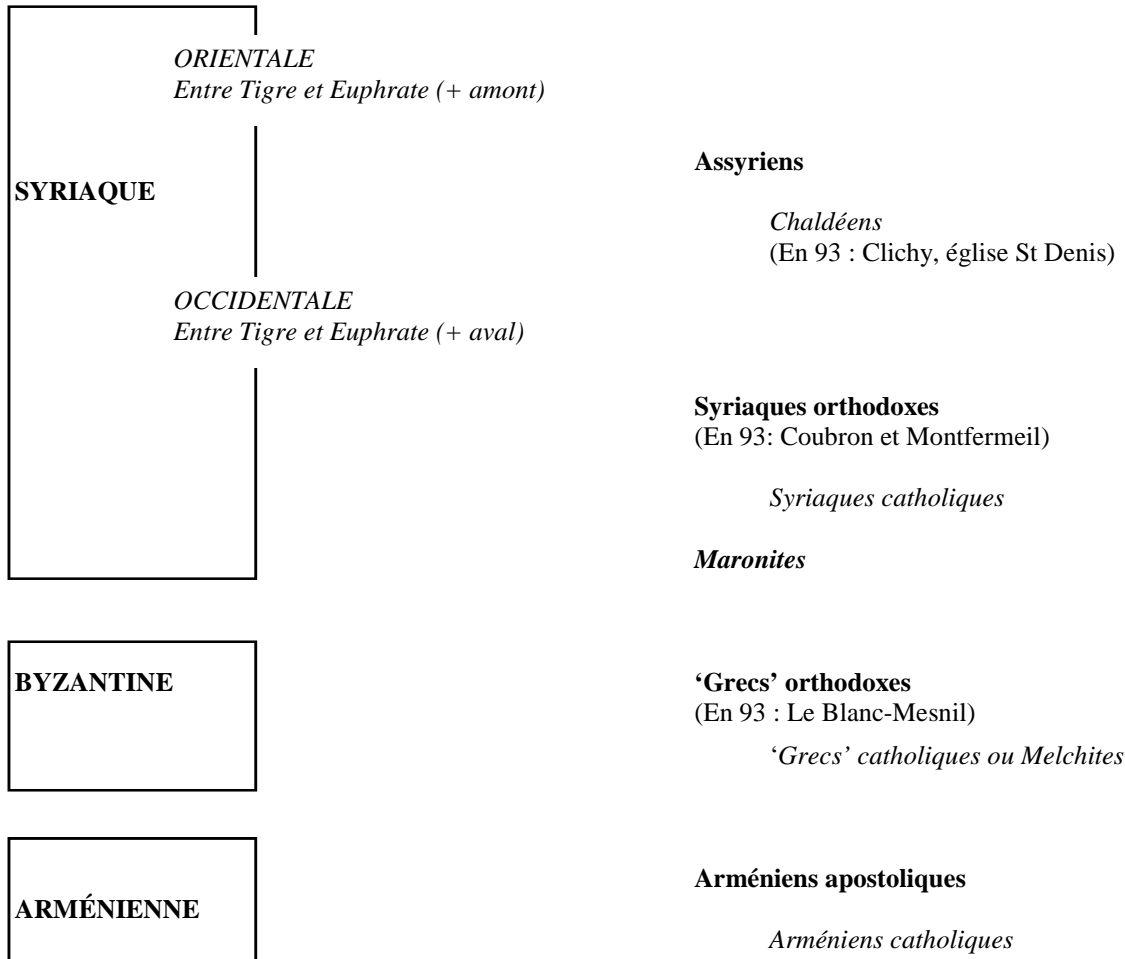 ORIENTALE
Entre Tigre et Euphrate (+ amont)
Assyriens
SYRIAQUE
Chaldéens
(En 93 : Clichy, église St Denis)
OCCIDENTALE
Entre Tigre et Euphrate (+ aval)
Syriaques orthodoxes
(En 93: Coubron et Montfermeil)
Syriaques catholiques
Maronites
BYZANTINE
‘Grecs’ orthodoxes
(En 93 : Le Blanc-Mesnil)
‘Grecs’ catholiques ou Melchites
Arméniens apostoliques
ARMÉNIENNE
Arméniens catholiques